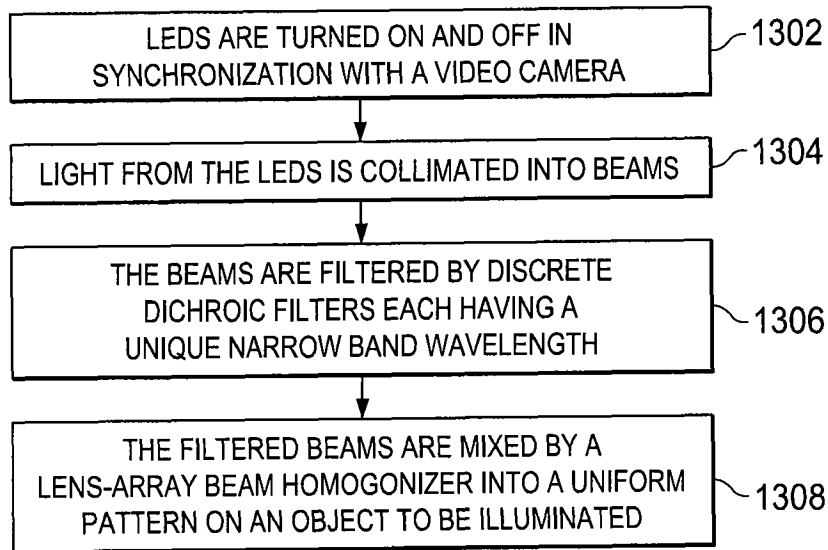 LEDS ARE TURNED ON AND OFF IN
SYNCHRONIZATION WITH A VIDEO CAMERA
1302
LIGHT FROM THE LEDS IS COLLIMATED INTO BEAMS
1304
THE BEAMS ARE FILTERED BY DISCRETE
DICHROIC FILTERS EACH HAVING A
UNIQUE NARROW BAND WAVELENGTH
1306
THE FILTERED BEAMS ARE MIXED BY A
LENS-ARRAY BEAM HOMOGONIZER INTO A UNIFORM
PATTERN ON AN OBJECT TO BE ILLUMINATED
1308